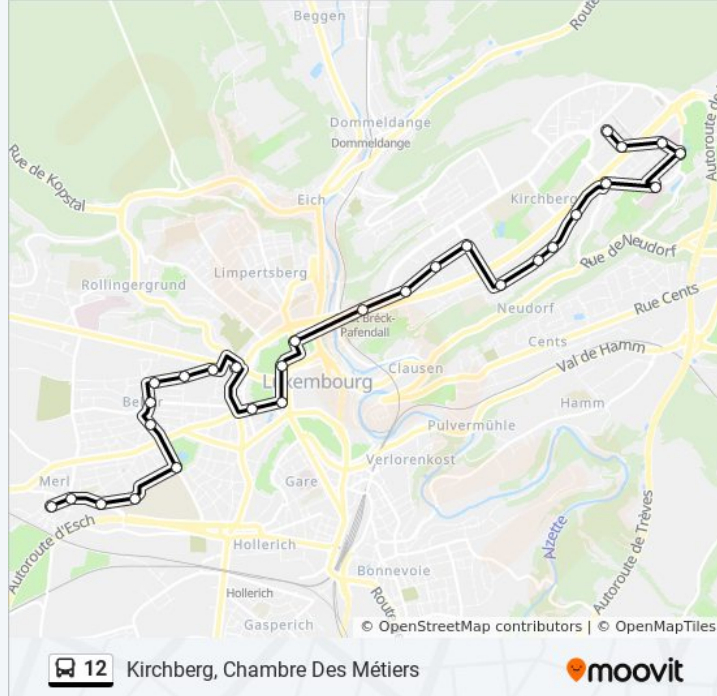 Beggen
Route
Dommeldange
Dommeldange
Autoroute de
Rue de Kopstal
Eich
Kirchberg
Rue de Neudorf
Limpertsberg
Rollingergrund
Neudorf
Rue Cents
Pafendall
Cents
Val de Hamm
Luxembourg
Clausen
Hamm
Pulvermühle
Verlorenkost
Merl
Gare
Autoroute d'Esch
Hollerich
Alzette
Autoroute de Trèves
Bonnevoie
Hollerich
Gasperich
© OpenStreetMap contributors | © OpenMapTiles
12 Kirchberg, Chambre Des Métiers
moovit